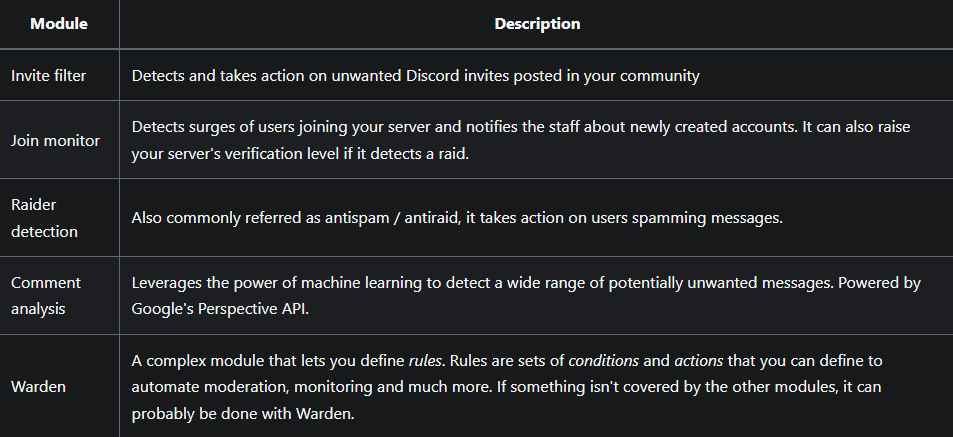 Module Description
Invite filter Detects and takes action on unwanted Discord invites posted in your community
Join monitor Detects surges of users joining your server and notifies the staff about newly created accounts. It can also raise
your server's verification level if it detects a raid.
Raider
detection
Also commonly referred as antispam / antiraid, it takes action on users spamming messages.
Comment
analysis
Leverages the power of machine learning to detect a wide range of potentially unwanted messages. Powered by
Google's Perspective API.
Warden
A complex module that lets you define rules. Rules are sets of conditions and actions that you can define to
automate moderation, monitoring and much more. If something isn't covered by the other modules, it can
probably be done with Warden.